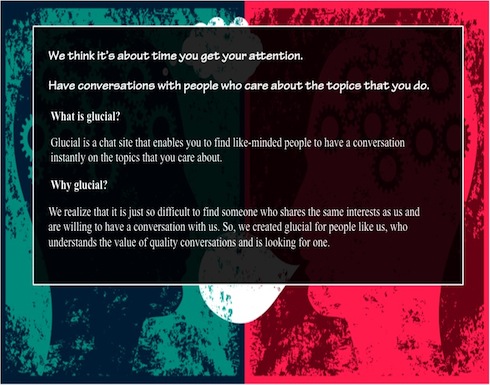 We think it's about time you get your attention.
Have conversations with people who care about the topics that you do.
What is glucial?
Glucial is a chat site that enables you to find like-minded people to have a conversation
instantly on the topics that you care about.
Why glucial?
We realize that it is just so difficult to find someone who shares the same interests as us and
are willing to have a conversation with us. So, we created glucial for people like us, who
understands the value of quality conversations and is looking for one.